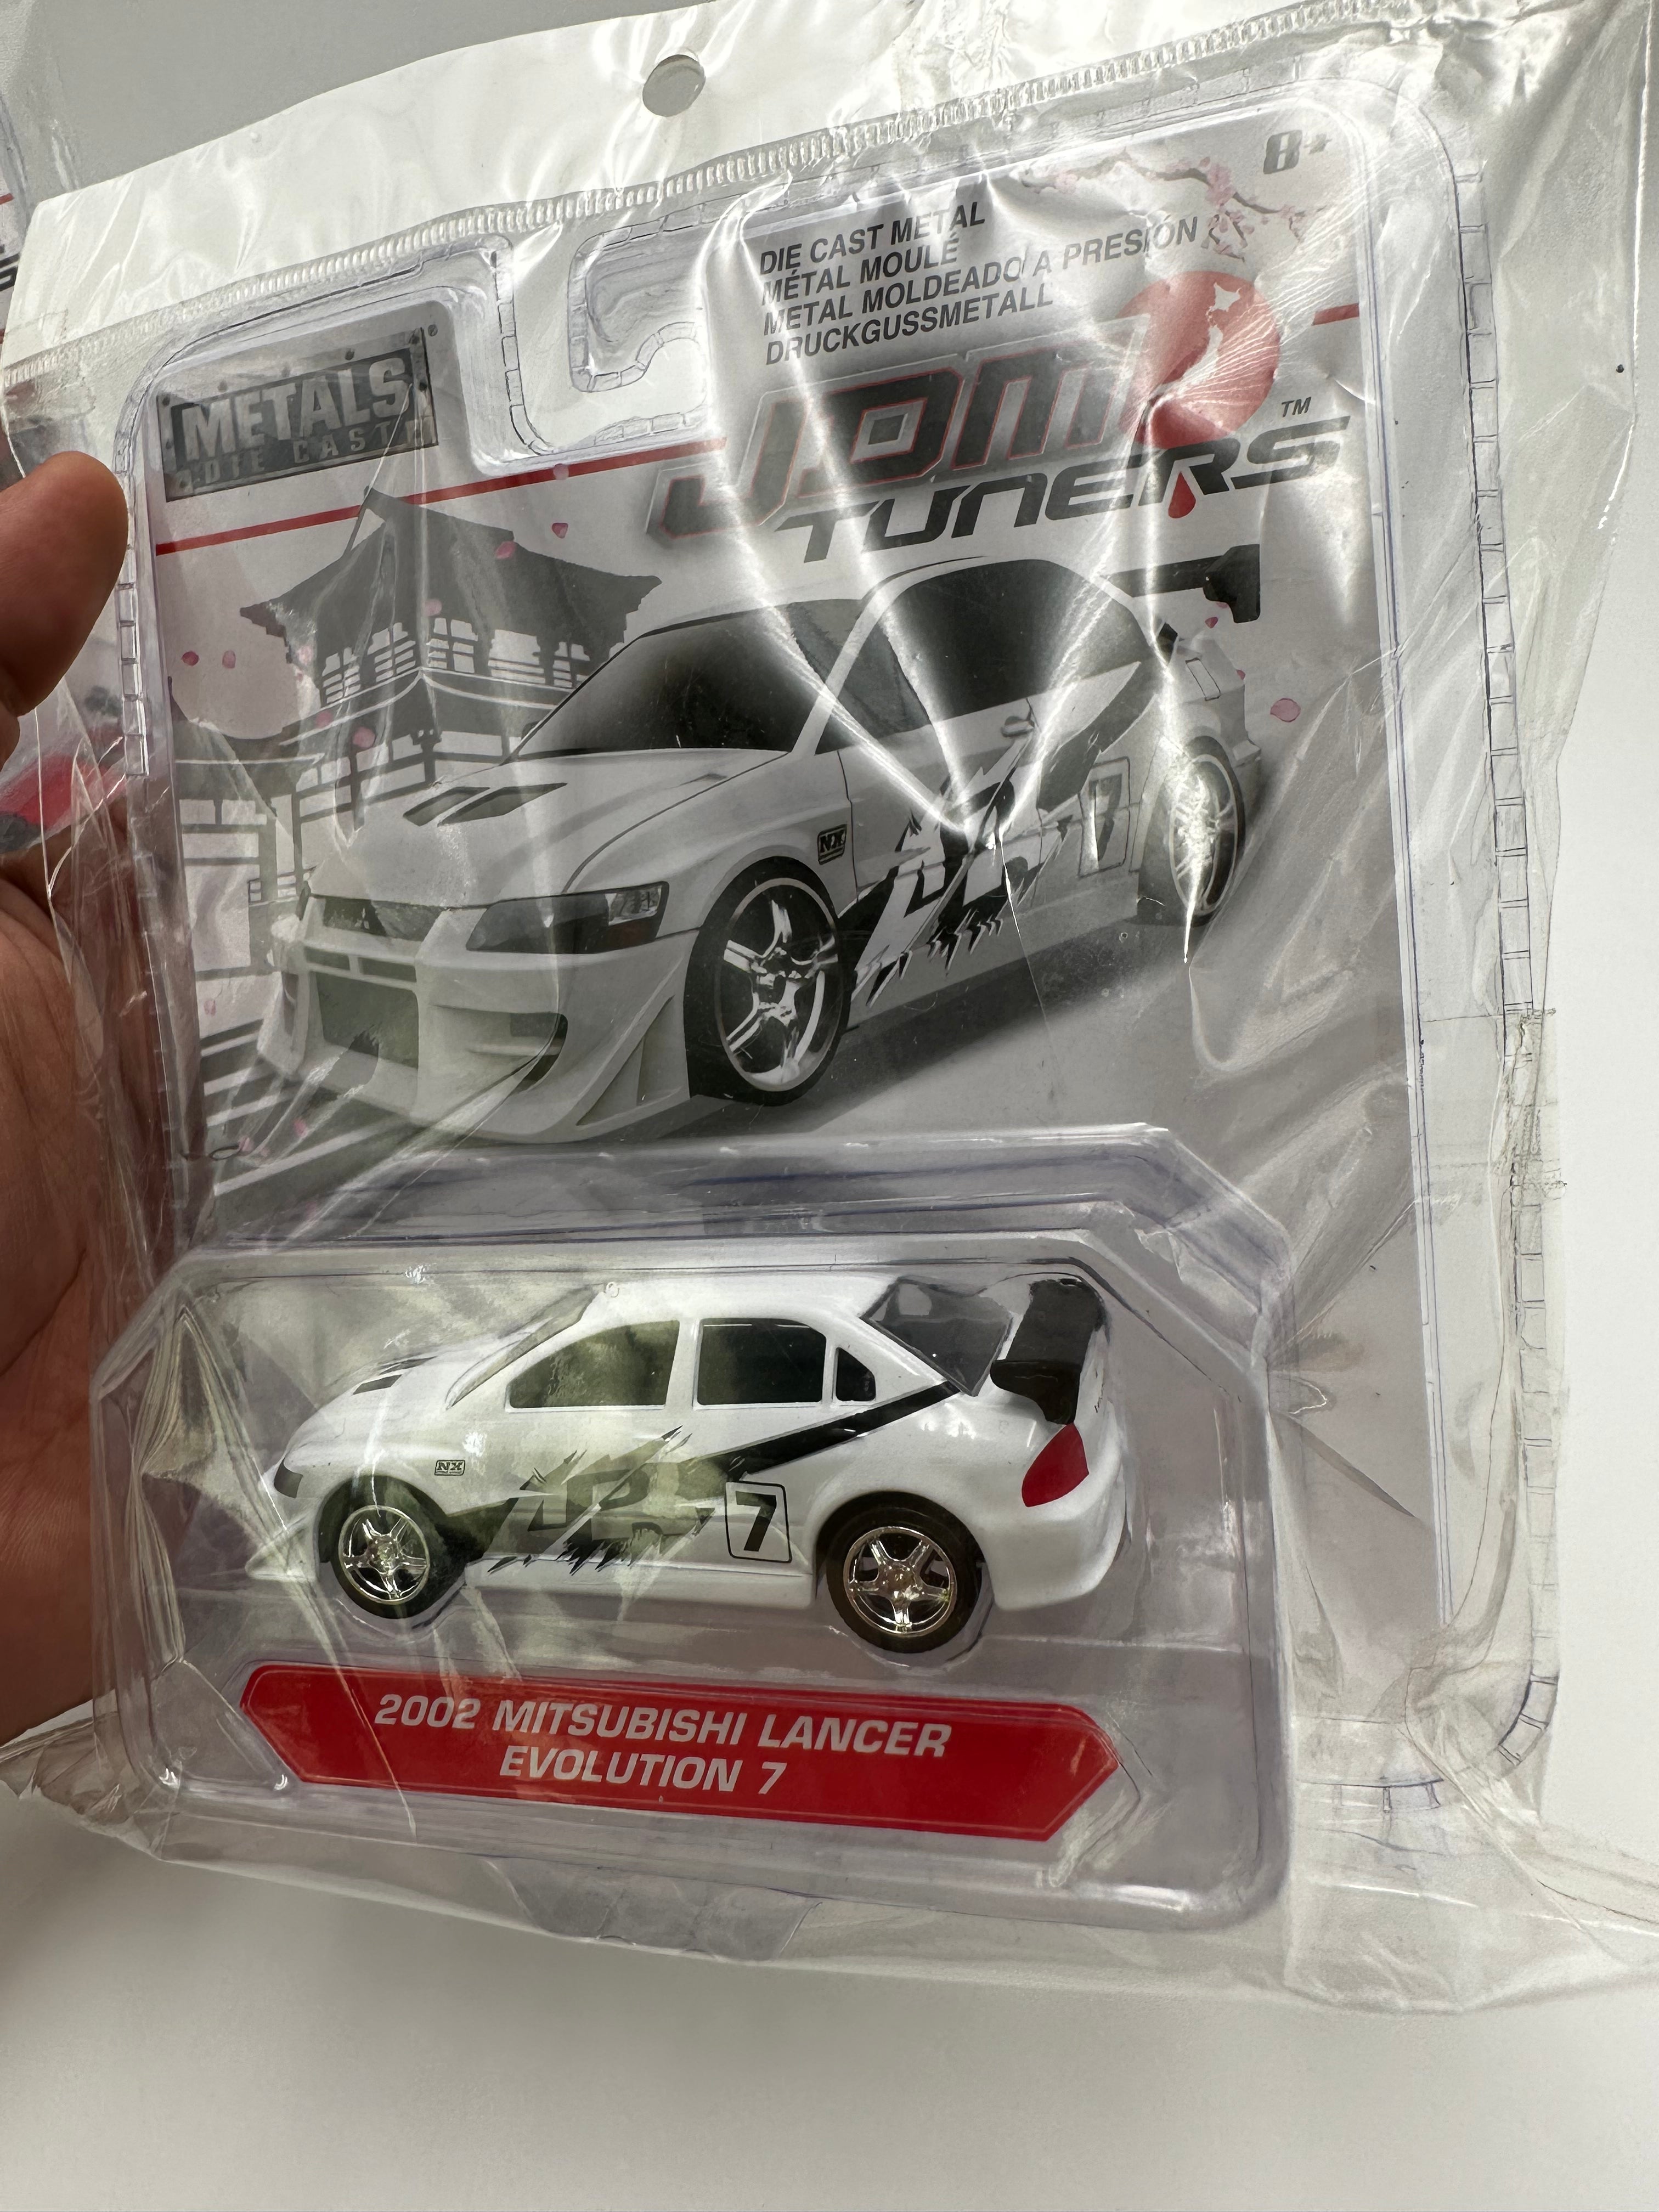 8+
DIE CAST METAL
MÉTAL MOULÉ
METAL MOLDEADO A PRESIÓN
DRUCKGUSSMETALL
METALS®
DIE CAST
JDM
TUNERS™
NX
7
NX
7
2002 MITSUBISHI LANCER
EVOLUTION 7